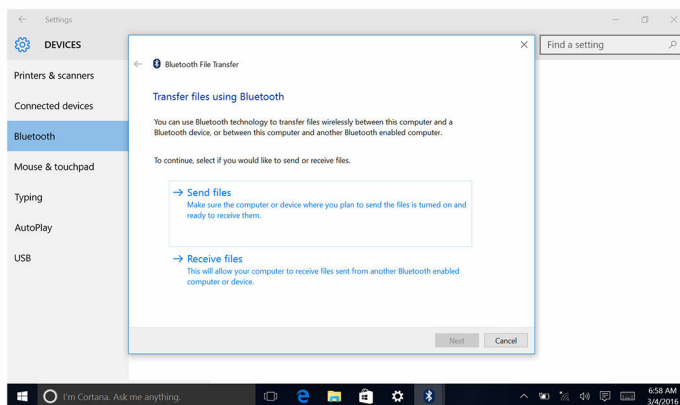 Settings
DEVICES
Find a setting
Printers & scanners
Connected devices
Bluetooth
Mouse & touchpad
Typing
AutoPlay
USB
Bluetooth File Transfer
Transfer files using Bluetooth
You can use Bluetooth technology to transfer files wirelessly between this computer and a
Bluetooth device, or between this computer and another Bluetooth enabled computer.
To continue, select if you would like to send or receive files.
Send files
Make sure the computer or device where you plan to send the files is turned on and
ready to receive them.
Receive files
This will allow your computer to receive files sent from another Bluetooth enabled
computer or device.
Next
Cancel
I'm Cortana. Ask me anything.
6:58 AM
3/4/2016